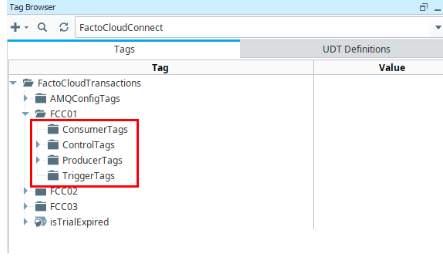 Tag Browser
FactoCloudConnect
Tags UDT Definitions
Tag Value
FactoCloudTransactions
AMQConfigTags
FCC01
ConsumerTags
ControlTags
ProducerTags
TriggerTags
FCC02
FCC03
isTrialExpired